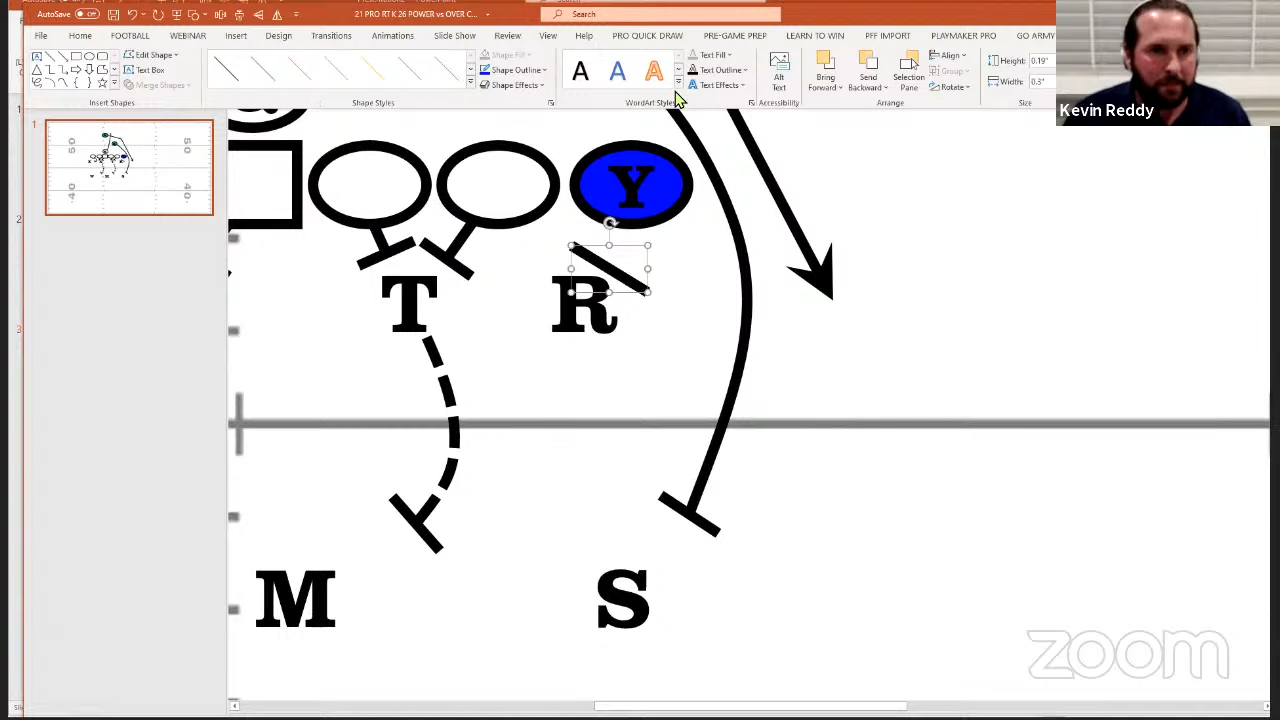 AutoSave Off 21 PRO RT K 26 POWER vs OVER C... Search
File Home FOOTBALL WEBINAR Insert Design Transitions Animations Slide Show Review View Help PRO QUICK DRAW PRE-GAME PREP LEARN TO WIN PFF IMPORT PLAYMAKER PRO GO ARMY
Edit Shape
Text Box
Merge Shapes
Insert Shapes
Shape Fill
Shape Outline
Shape Effects
Shape Styles
A A A
Text Fill
Text Outline
Text Effects
WordArt Styles
Alt Text
Accessibility
Bring Forward
Send Backward
Selection Pane
Align
Group
Rotate
Arrange
Height: 0.19"
Width: 0.3"
Size
Kevin Reddy
1
Y
T R
M S
zoom